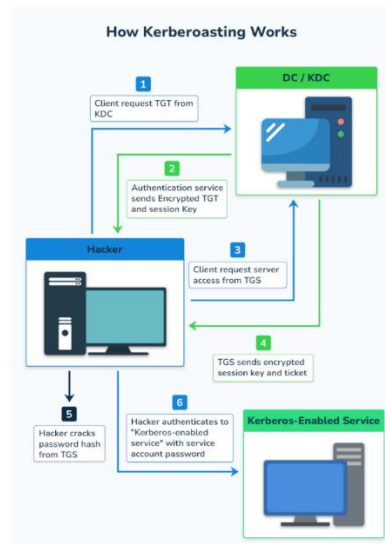 How Kerberoasting Works
1
Client request TGT from
KDC
DC / KDC
2
Authentication service
sends Encrypted TGT
and session Key
Hacker
3
Client request server
access from TGS
4
TGS sends encrypted
session key and ticket
5
Hacker cracks
password hash
from TGS
6
Hacker authenticates to
"Kerberos-enabled
service" with service
account password
Kerberos-Enabled Service